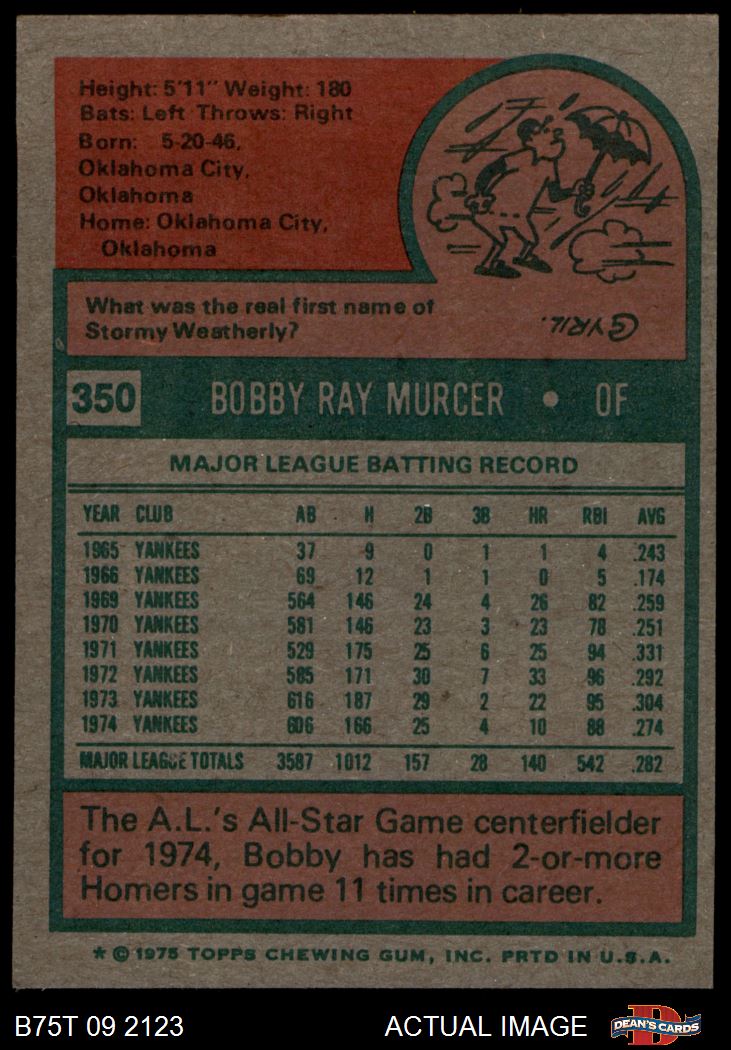 Height: 5'11" Weight: 180
Bats: Left Throws: Right
Born: 5-20-46,
Oklahoma City,
Oklahoma
Home: Oklahoma City,
Oklahoma
What was the real first name of
Stormy Weatherly?
CYRIL.
350 BOBBY RAY MURCER • OF
MAJOR LEAGUE BATTING RECORD
YEAR CLUB AB H 2B 3B HR RBI AVG
1965 YANKEES 37 9 0 1 1 4 .243
1966 YANKEES 69 12 1 1 0 5 .174
1969 YANKEES 564 146 24 4 26 82 .259
1970 YANKEES 581 146 23 3 23 78 .251
1971 YANKEES 529 175 25 6 25 94 .331
1972 YANKEES 585 171 30 7 33 96 .292
1973 YANKEES 616 187 29 2 22 95 .304
1974 YANKEES 606 166 25 4 10 88 .274
MAJOR LEAGUE TOTALS 3587 1012 157 28 140 542 .282
The A.L.'s All-Star Game centerfielder
for 1974, Bobby has had 2-or-more
Homers in game 11 times in career.
* © 1975 TOPPS CHEWING GUM, INC. PRTD IN U.S.A.
B75T 09 2123 ACTUAL IMAGE DEAN'S CARDS